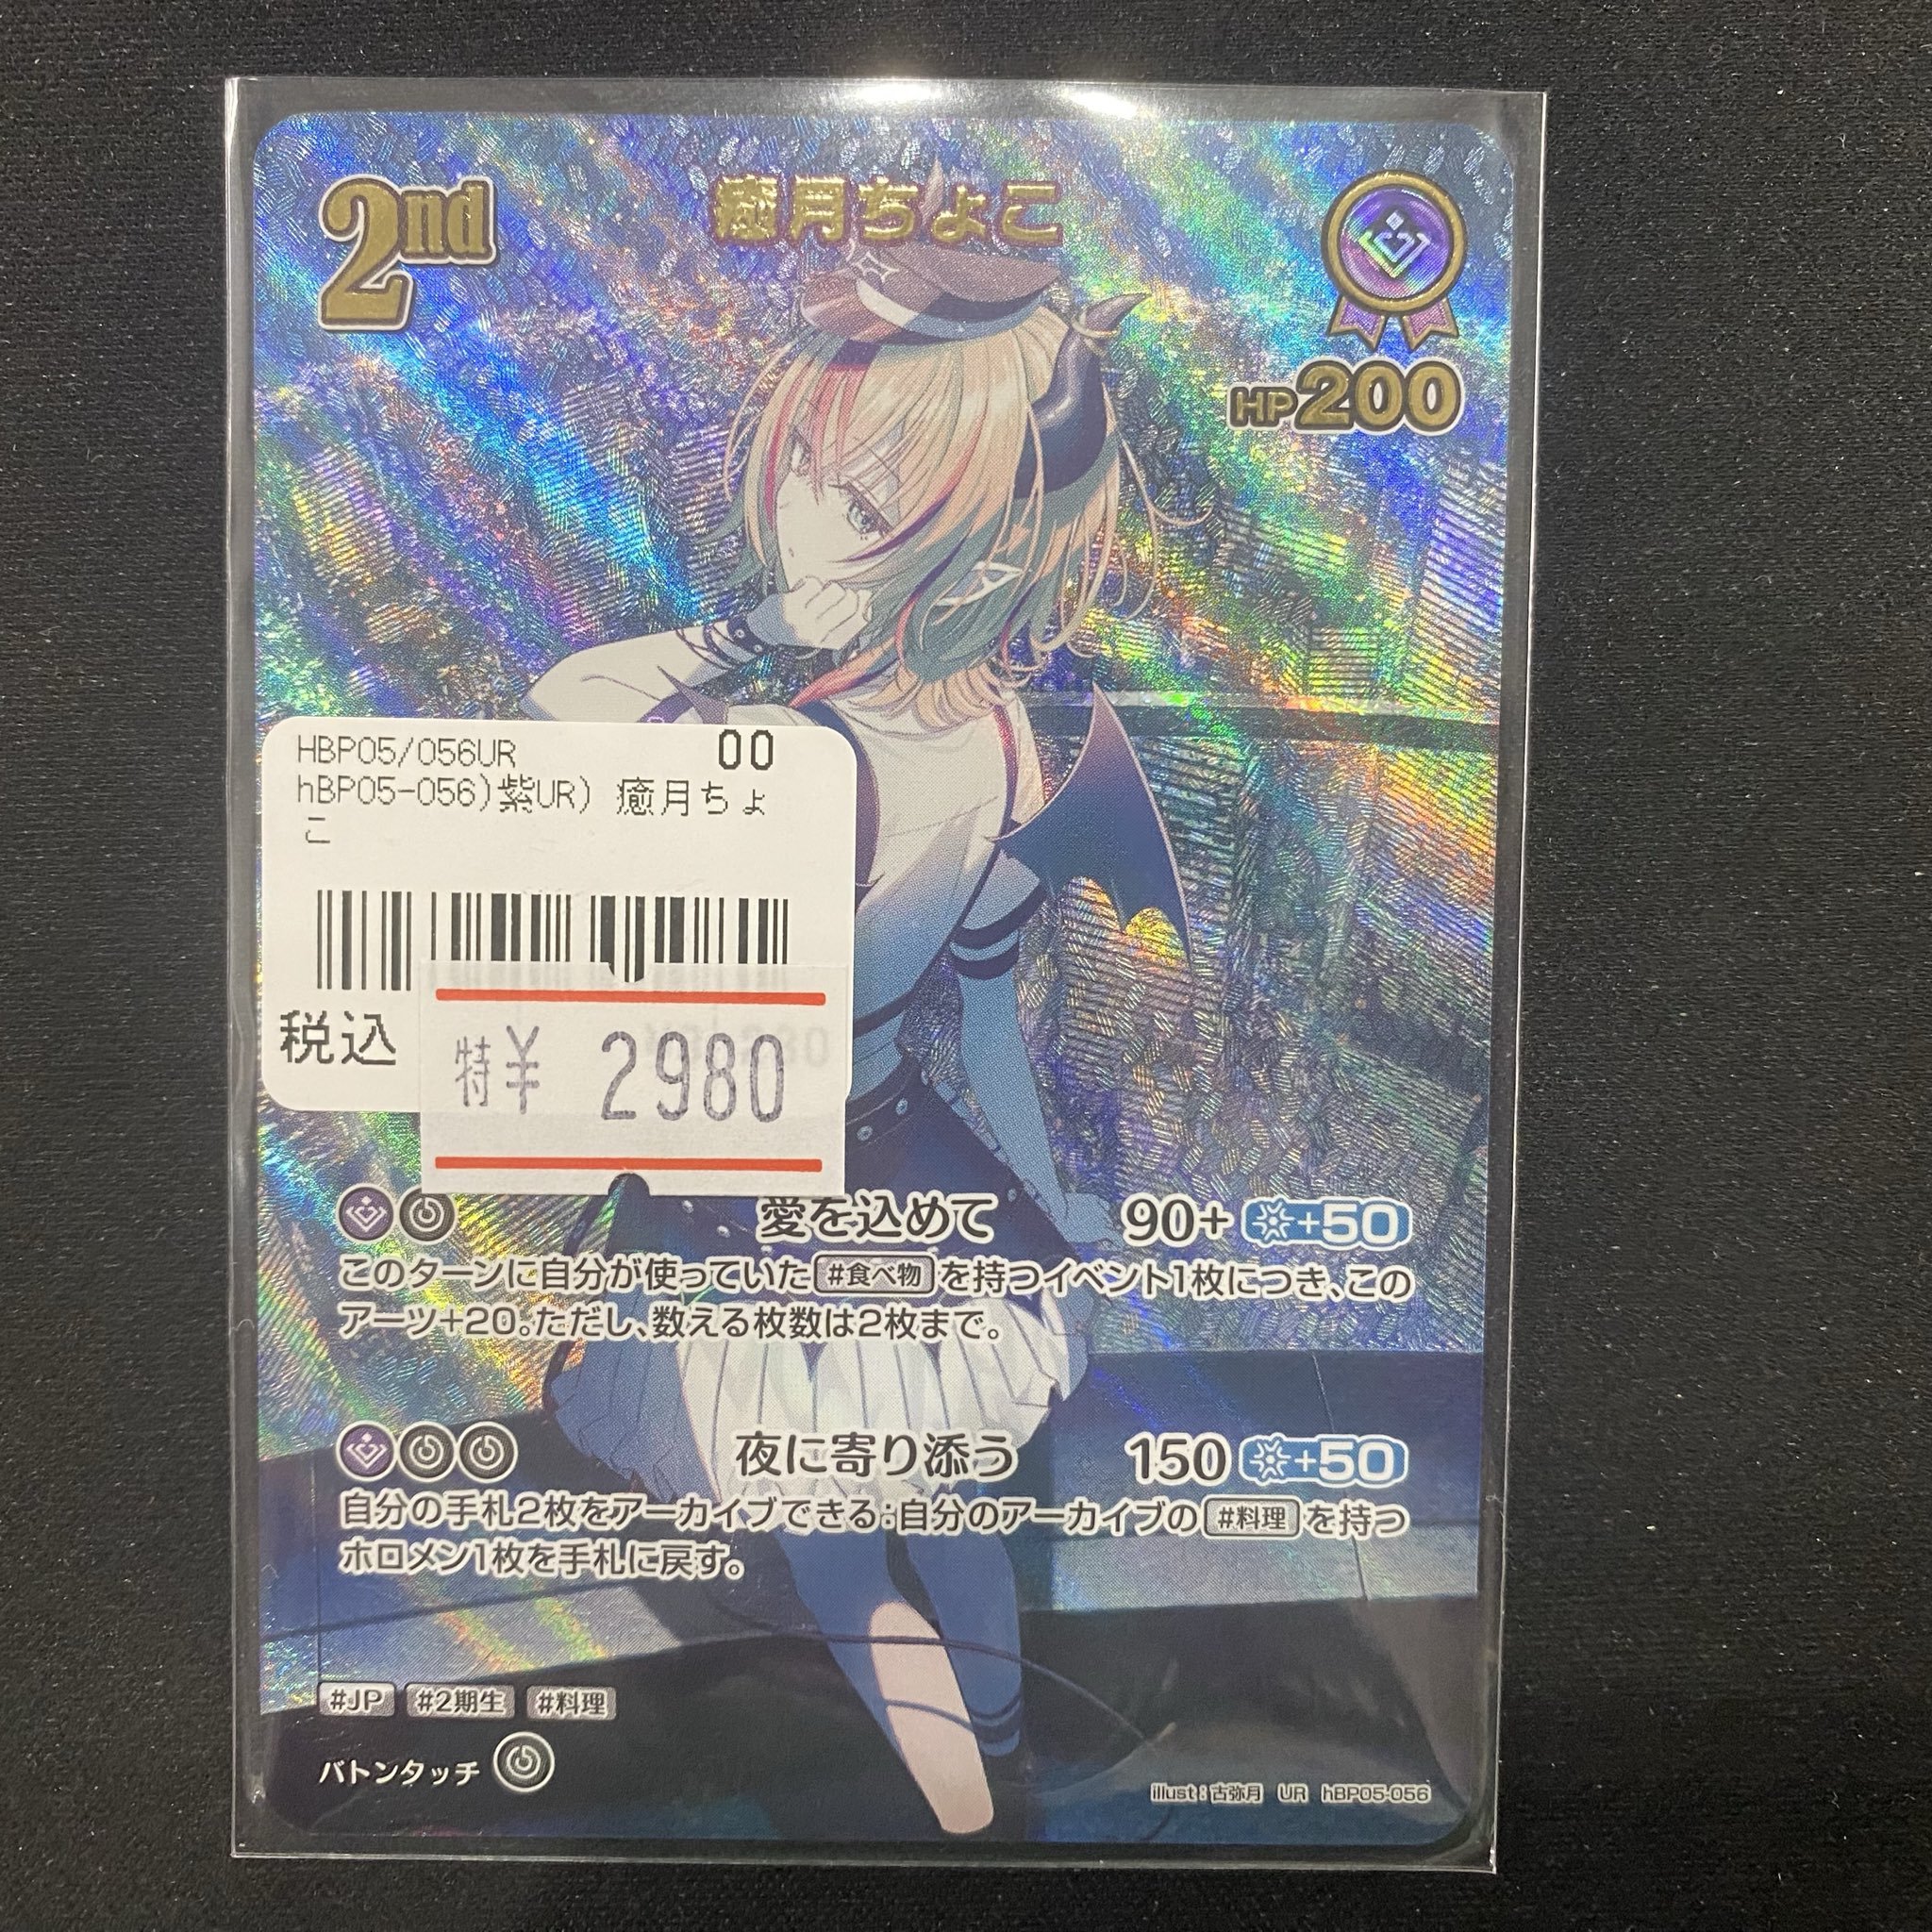 2nd
癒月ちょこ
HP200
HBP05/056UR 00
hBP05-056)紫UR) 癒月ちょ
こ
税込
特¥ 2980
愛を込めて 90+ +50
このターンに自分が使っていた#食べ物を持つイベント1枚につき、この
アーツ+20。ただし、数える枚数は2枚まで。
夜に寄り添う 150 +50
自分の手札2枚をアーカイブできる:自分のアーカイブの#料理を持つ
ホロメン1枚を手札に戻す。
#JP #2期生 #料理
バトンタッチ
illust:古弥月 UR hBP05-056